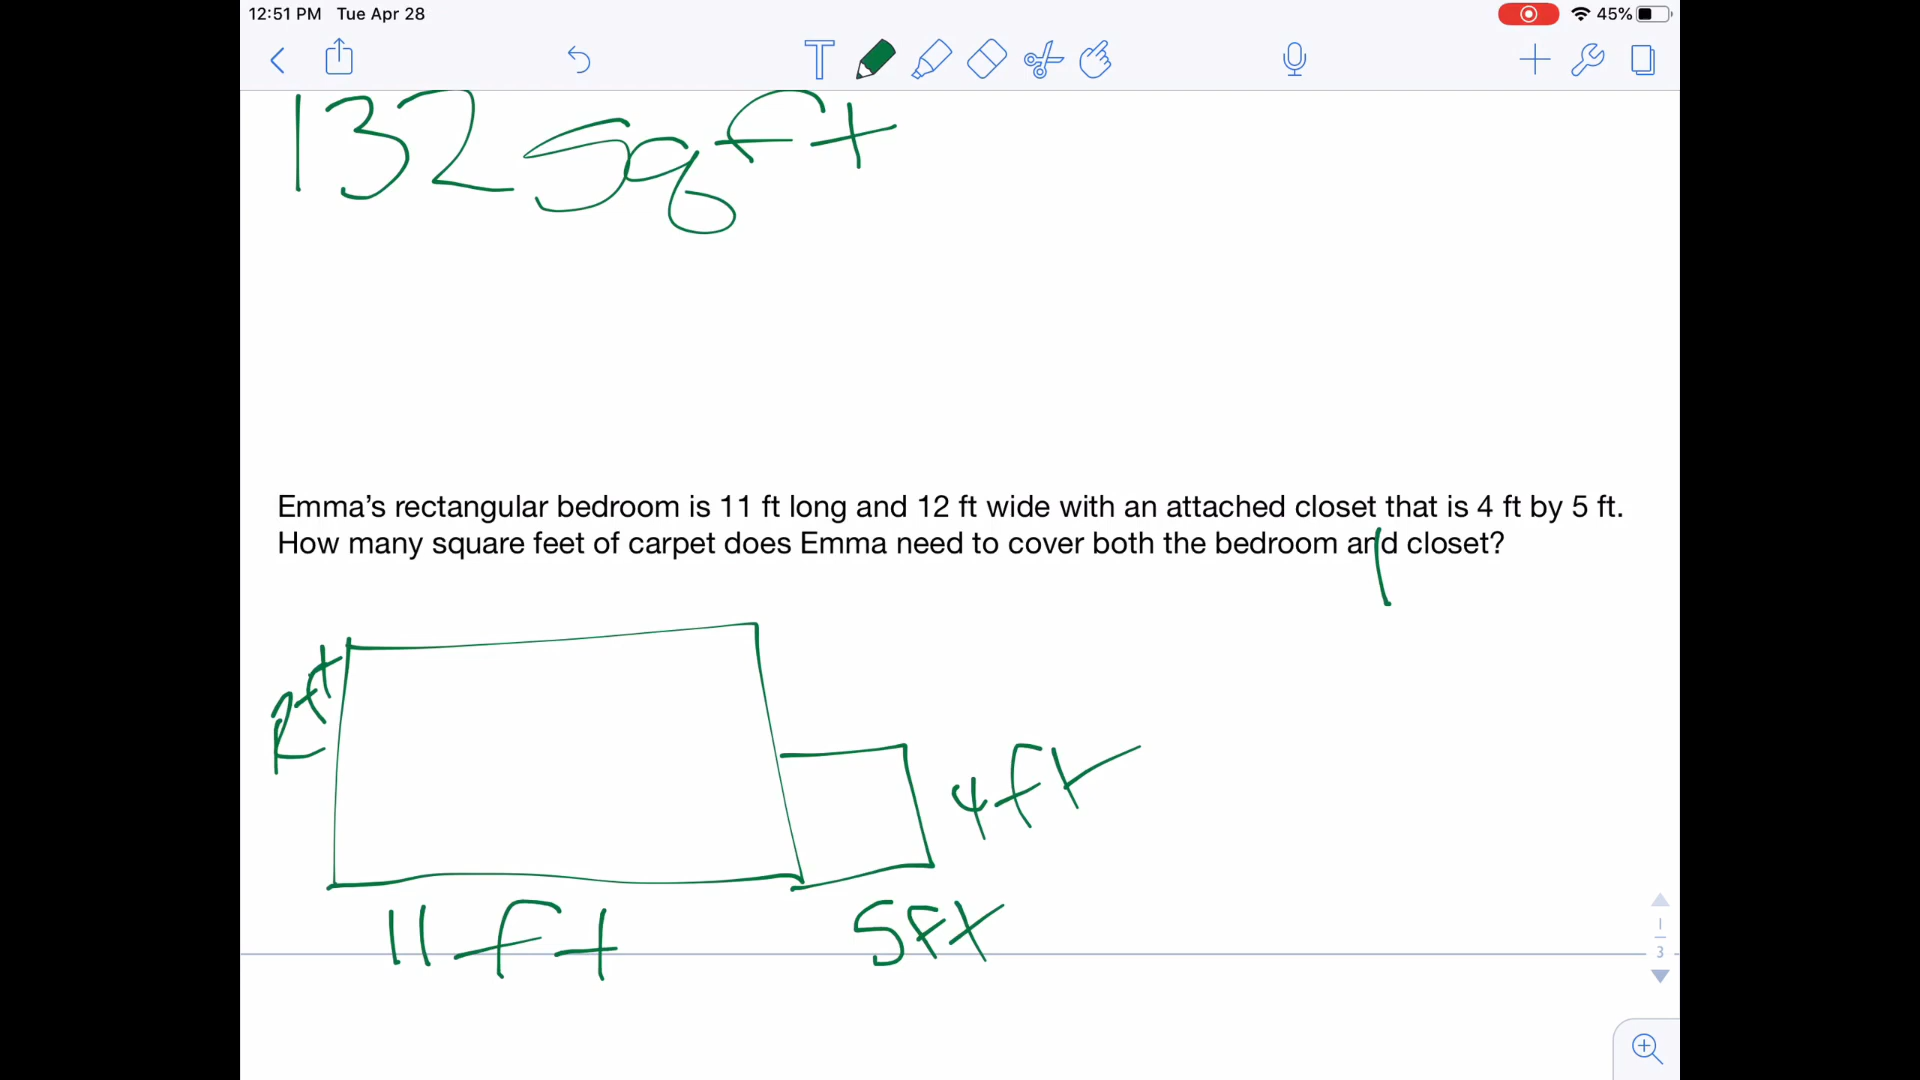 12:51 PM Tue Apr 28
45%
T
132 sq ft
Emma’s rectangular bedroom is 11 ft long and 12 ft wide with an attached closet that is 4 ft by 5 ft.
How many square feet of carpet does Emma need to cover both the bedroom and closet?
12 ft
4 ft
11 ft
5 ft
1
3